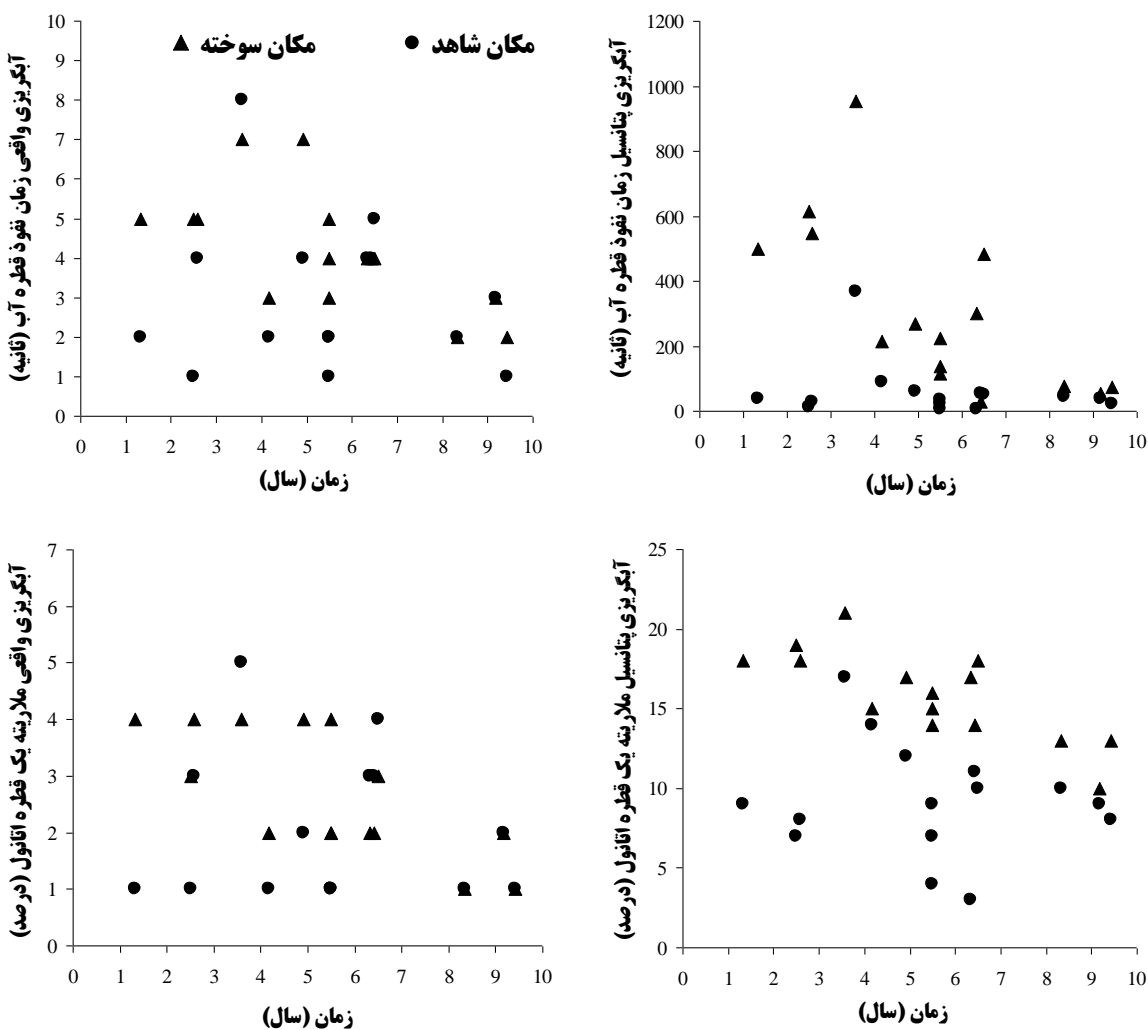 آبگریزی واقعی زمان نفوذ قطره آب (ثانیه)
10
9
8
7
6
5
4
3
2
1
0
مکان سوخته
مکان شاهد
0 1 2 3 4 5 6 7 8 9 10
زمان (سال)
آبگریزی پتانسیل زمان نفوذ قطره آب (ثانیه)
1200
1000
800
600
400
200
0
0 1 2 3 4 5 6 7 8 9 10
زمان (سال)
آبگریزی واقعی ملاریته یک قطره اتانول (درصد)
7
6
5
4
3
2
1
0
0 1 2 3 4 5 6 7 8 9 10
زمان (سال)
آبگریزی پتانسیل ملاریته یک قطره اتانول (درصد)
25
20
15
10
5
0
0 1 2 3 4 5 6 7 8 9 10
زمان (سال)